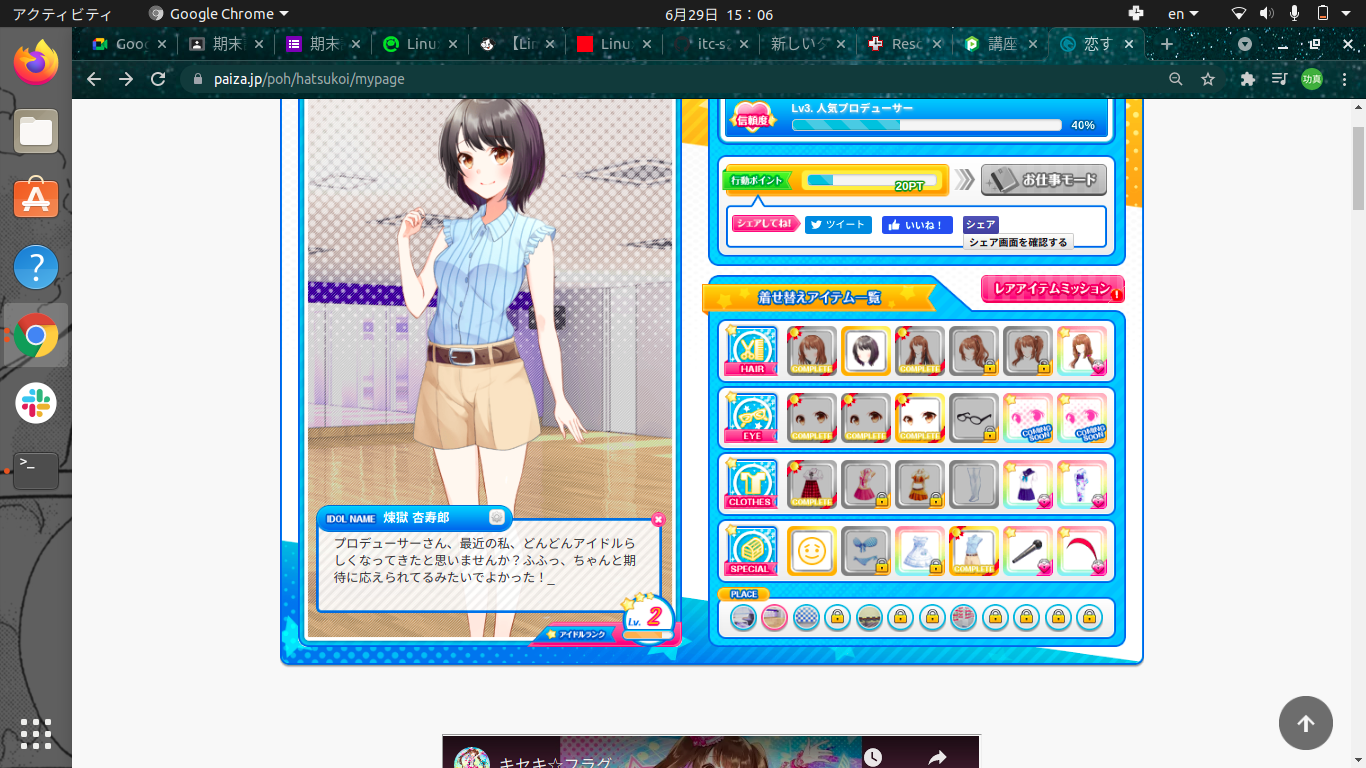 アクティビティ
Google Chrome
6月29日 15：06
en
Goo
期末
期末
Linu
【Lin
Linu
itc-s
新しいタ
Resc
講座
恋す
paiza.jp/poh/hatsukoi/mypage
功真
信頼度
Lv3. 人気プロデューサー
40%
行動ポイント
20PT
お仕事モード
シェアしてね!
ツイート
いいね！
シェア
シェア画面を確認する
着せ替えアイテム一覧
レアアイテムミッション
HAIR
COMPLETE
COMPLETE
EYE
COMPLETE
COMPLETE
COMPLETE
COMING SOON
COMING SOON
CLOTHES
COMPLETE
SPECIAL
COMPLETE
PLACE
IDOL NAME 煉獄 杏寿郎
プロデューサーさん、最近の私、どんどんアイドルら
しくなってきたと思いませんか？ふふっ、ちゃんと期
待に応えられてるみたいでよかった！_
Lv. 2
アイドルランク
キセキ☆フラグ